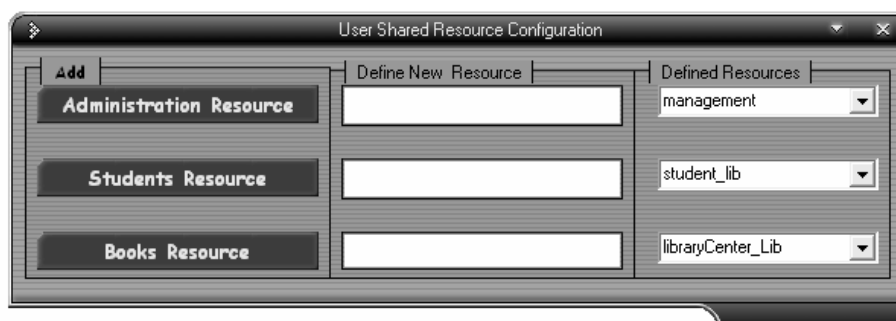 User Shared Resource Configuration
Add Define New Resource Defined Resources
Administration Resource management
Students Resource student_lib
Books Resource libraryCenter_Lib